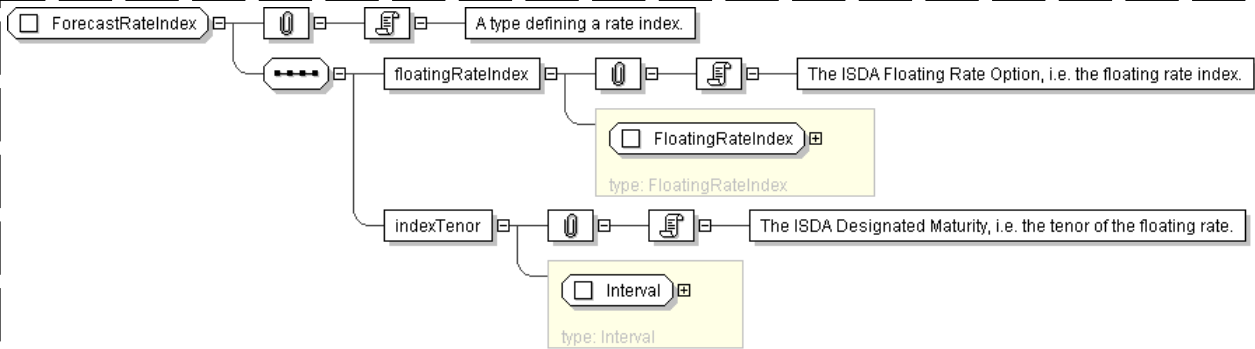 ForecastRateIndex
A type defining a rate index.
floatingRateIndex
The ISDA Floating Rate Option, i.e. the floating rate index.
FloatingRateIndex
type: FloatingRateIndex
indexTenor
The ISDA Designated Maturity, i.e. the tenor of the floating rate.
Interval
type: Interval